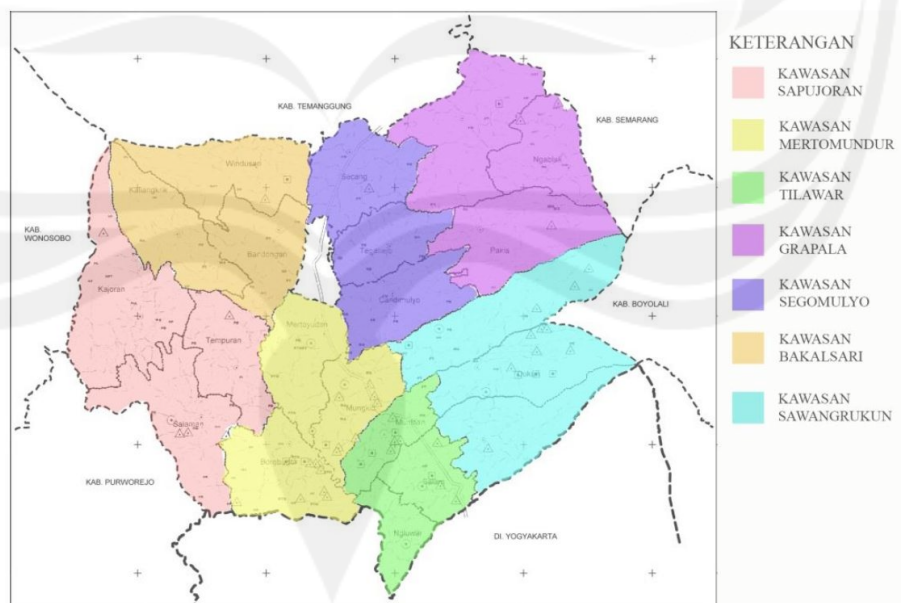 KAB. TEMANGGUNG
KAB. SEMARANG
KAB. WONOSOBO
KAB. BOYOLALI
KAB. PURWOREJO
DI. YOGYAKARTA
Windusari
Secang
Ngablak
Kaliangkrik
Bandongan
Tegalrejo
Pakis
Kajoran
Candimulyo
Mertoyudan
Tempuran
Dukun
Mungkid
Muntilan
Salaman
Borobudur
Salam
Ngluwar
KETERANGAN
KAWASAN
SAPUJORAN
KAWASAN
MERTOMUNDUR
KAWASAN
TILAWAR
KAWASAN
GRAPALA
KAWASAN
SEGOMULYO
KAWASAN
BAKALSARI
KAWASAN
SAWANGRUKUN